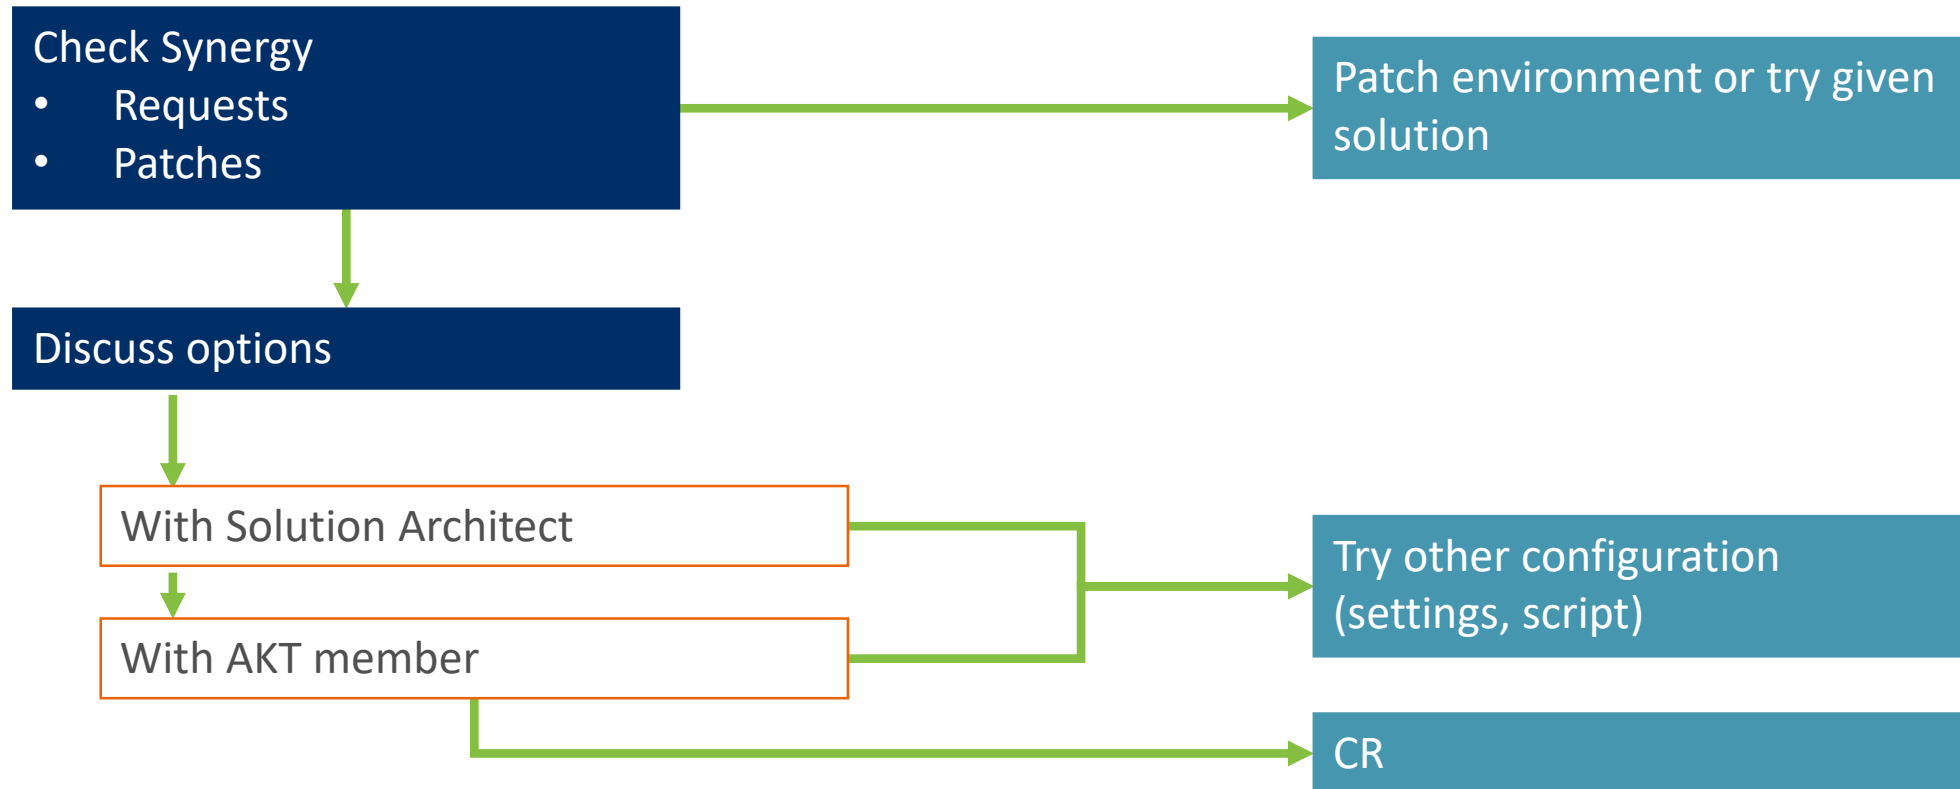 Check Synergy
• Requests
• Patches
Patch environment or try given
solution
Discuss options
With Solution Architect
With AKT member
Try other configuration
(settings, script)
CR